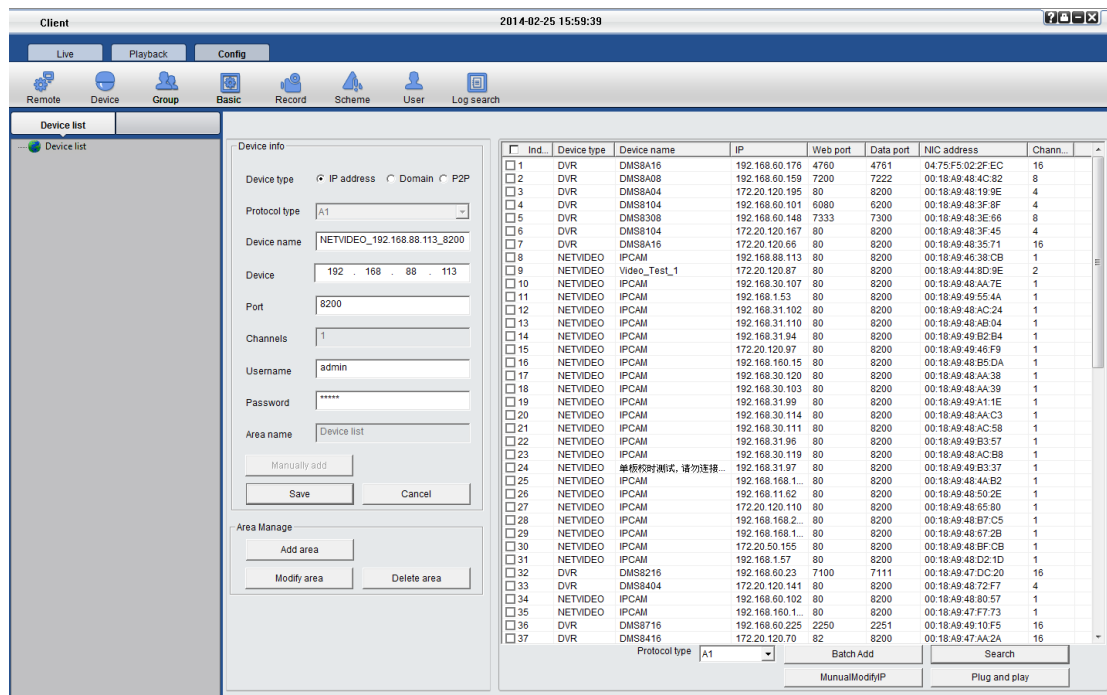 Client 2014-02-25 15:59:39
Live Playback Config
Remote Device Group Basic Record Scheme User Log search
Device list
Device list
Device info
Device type IP address Domain P2P
Protocol type A1
Device name NETVIDEO_192.168.88.113_8200
Device 192 . 168 . 88 . 113
Port 8200
Channels 1
Username admin
Password *****
Area name Device list
Manually add
Save Cancel
Area Manage
Add area
Modify area Delete area
Ind... Device type Device name IP Web port Data port NIC address Chann...
1 DVR DMS8A16 192.168.60.176 4760 4761 04:75:F5:02:2F:EC 16
2 DVR DMS8A08 192.168.60.159 7200 7222 00:18:A9:48:4C:82 8
3 DVR DMS8A04 172.20.120.195 80 8200 00:18:A9:48:19:9E 4
4 DVR DMS8104 192.168.60.101 6080 6200 00:18:A9:48:3F:8F 4
5 DVR DMS8308 192.168.60.148 7333 7300 00:18:A9:48:3E:66 8
6 DVR DMS8104 172.20.120.167 80 8200 00:18:A9:48:3F:45 4
7 DVR DMS8A16 172.20.120.66 80 8200 00:18:A9:48:35:71 16
8 NETVIDEO IPCAM 192.168.88.113 80 8200 00:18:A9:46:38:CB 1
9 NETVIDEO Video_Test_1 172.20.120.87 80 8200 00:18:A9:44:8D:9E 2
10 NETVIDEO IPCAM 192.168.30.107 80 8200 00:18:A9:48:AA:7E 1
11 NETVIDEO IPCAM 192.168.1.53 80 8200 00:18:A9:49:55:4A 1
12 NETVIDEO IPCAM 192.168.31.102 80 8200 00:18:A9:48:AC:24 1
13 NETVIDEO IPCAM 192.168.31.110 80 8200 00:18:A9:48:AB:04 1
14 NETVIDEO IPCAM 192.168.31.94 80 8200 00:18:A9:49:B2:B4 1
15 NETVIDEO IPCAM 172.20.120.97 80 8200 00:18:A9:49:46:F9 1
16 NETVIDEO IPCAM 192.168.160.15 80 8200 00:18:A9:48:B5:DA 1
17 NETVIDEO IPCAM 192.168.30.120 80 8200 00:18:A9:48:AA:38 1
18 NETVIDEO IPCAM 192.168.30.103 80 8200 00:18:A9:48:AA:39 1
19 NETVIDEO IPCAM 192.168.31.99 80 8200 00:18:A9:49:A1:1E 1
20 NETVIDEO IPCAM 192.168.30.114 80 8200 00:18:A9:48:AA:C3 1
21 NETVIDEO IPCAM 192.168.30.111 80 8200 00:18:A9:48:AC:58 1
22 NETVIDEO IPCAM 192.168.31.96 80 8200 00:18:A9:49:B3:57 1
23 NETVIDEO IPCAM 192.168.30.119 80 8200 00:18:A9:48:AC:B8 1
24 NETVIDEO 单板校时测试, 请勿连接... 192.168.31.97 80 8200 00:18:A9:49:B3:37 1
25 NETVIDEO IPCAM 192.168.168.1... 80 8200 00:18:A9:48:4A:B2 1
26 NETVIDEO IPCAM 192.168.11.62 80 8200 00:18:A9:48:50:2E 1
27 NETVIDEO IPCAM 172.20.120.110 80 8200 00:18:A9:48:65:80 1
28 NETVIDEO IPCAM 192.168.168.2... 80 8200 00:18:A9:48:B7:C5 1
29 NETVIDEO IPCAM 192.168.168.1... 80 8200 00:18:A9:48:67:2B 1
30 NETVIDEO IPCAM 172.20.50.155 80 8200 00:18:A9:48:BF:CB 1
31 NETVIDEO IPCAM 192.168.1.57 80 8200 00:18:A9:48:D2:1D 1
32 DVR DMS8216 192.168.60.23 7100 7111 00:18:A9:47:DC:20 16
33 DVR DMS8404 172.20.120.141 80 8200 00:18:A9:48:72:F7 4
34 NETVIDEO IPCAM 192.168.60.102 80 8200 00:18:A9:48:80:57 1
35 NETVIDEO IPCAM 192.168.160.1... 80 8200 00:18:A9:47:F7:73 1
36 DVR DMS8716 192.168.60.225 2250 2251 00:18:A9:49:10:F5 16
37 DVR DMS8416 172.20.120.70 82 8200 00:18:A9:47:AA:2A 16
Protocol type A1 Batch Add Search
MunualModifyIP Plug and play